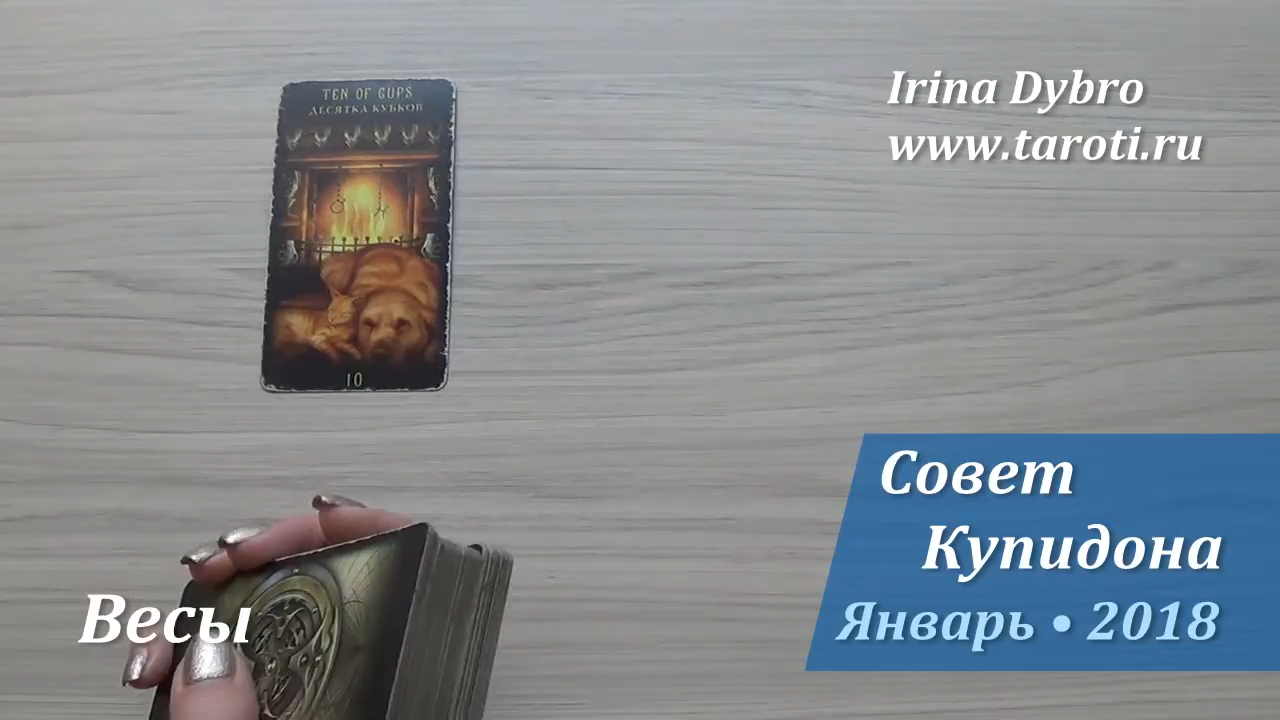 TEN OF CUPS
ДЕСЯТКА КУБКОВ
10
Irina Dybro
www.taroti.ru
Совет
Купидона
Январь • 2018
Весы